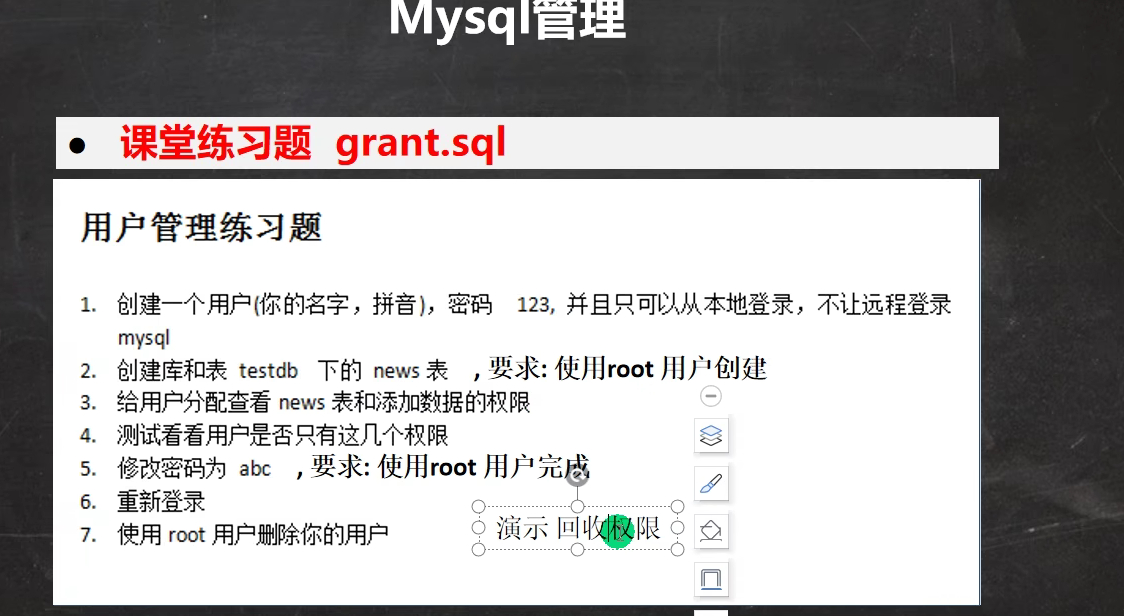 Mysql管理
● 课堂练习题 grant.sql
用户管理练习题
1. 创建一个用户(你的名字，拼音)，密码 123, 并且只可以从本地登录，不让远程登录
mysql
2. 创建库和表 testdb 下的 news 表 , 要求: 使用root 用户创建
3. 给用户分配查看 news 表和添加数据的权限
4. 测试看看用户是否只有这几个权限
5. 修改密码为 abc , 要求: 使用root 用户完成
6. 重新登录
7. 使用 root 用户删除你的用户
演示 回收权限